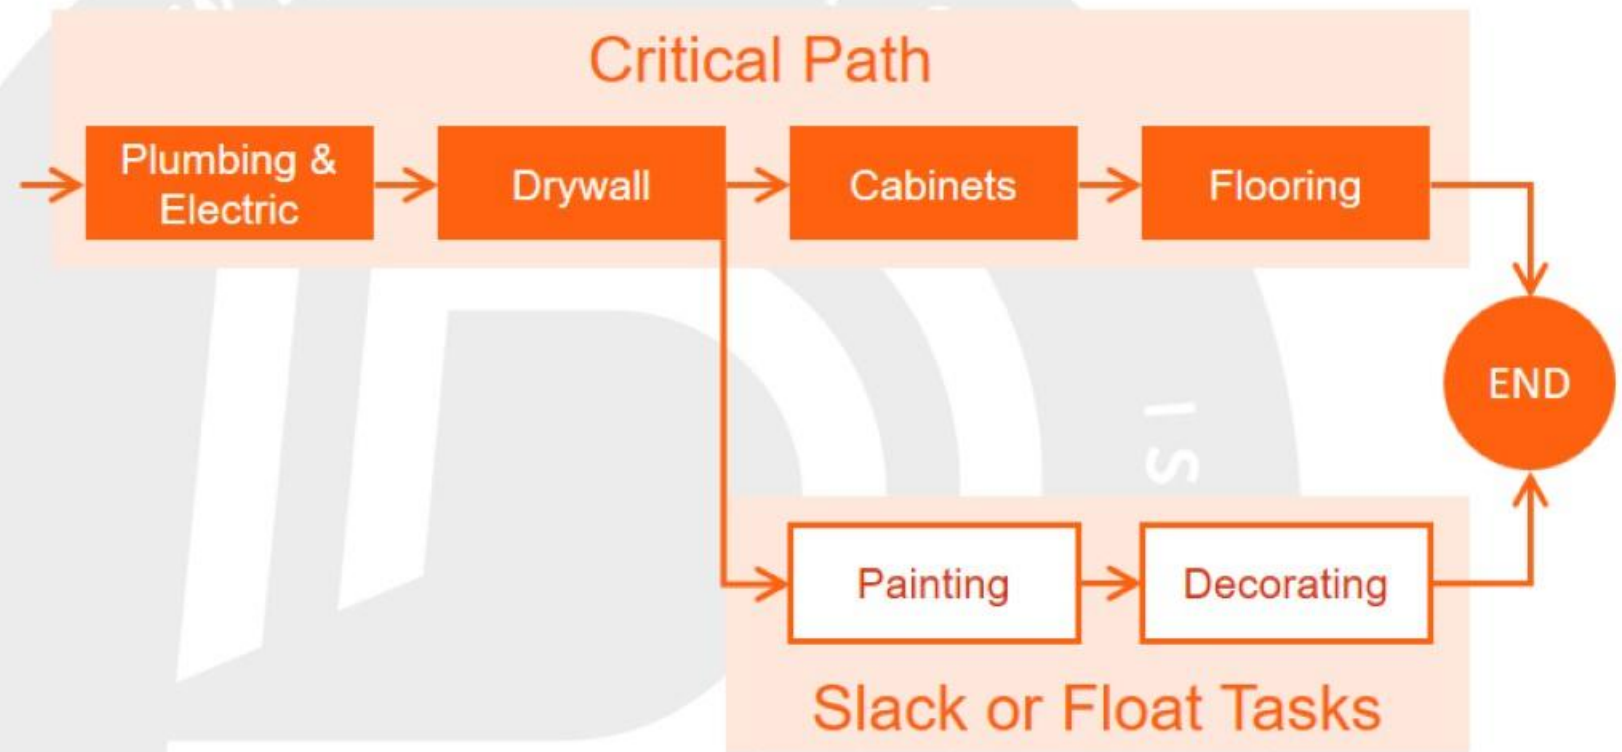 Critical Path
Plumbing &
Electric
Drywall
Cabinets
Flooring
END
Painting
Decorating
Slack or Float Tasks